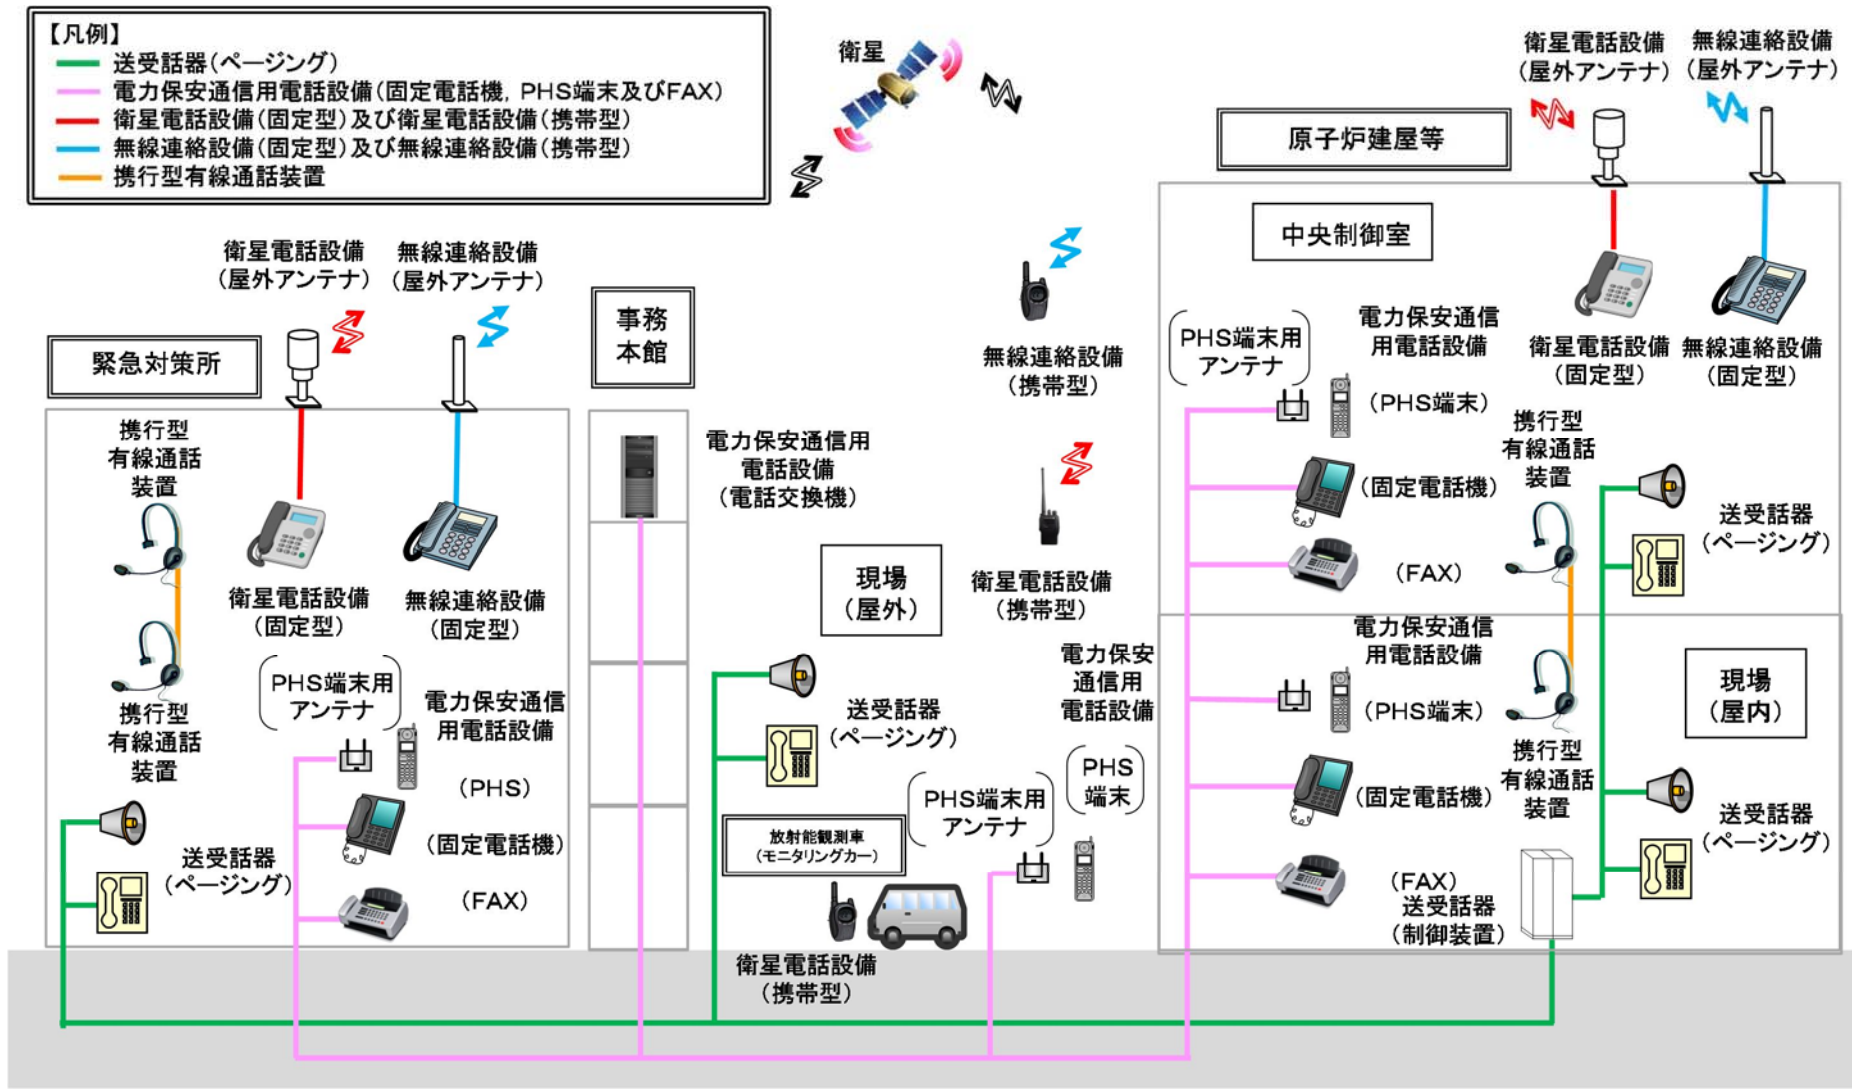 【凡例】
送受話器(ページング)
電力保安通信用電話設備(固定電話機，PHS端末及びFAX)
衛星電話設備(固定型)及び衛星電話設備(携帯型)
無線連絡設備(固定型)及び無線連絡設備(携帯型)
携行型有線通話装置
衛星
衛星電話設備
(屋外アンテナ)
無線連絡設備
(屋外アンテナ)
原子炉建屋等
中央制御室
衛星電話設備
(屋外アンテナ)
無線連絡設備
(屋外アンテナ)
緊急対策所
事務
本館
無線連絡設備
(携帯型)
PHS端末用
アンテナ
電力保安通信
用電話設備
(PHS端末)
(固定電話機)
(FAX)
衛星電話設備
(固定型)
無線連絡設備
(固定型)
携行型
有線通話
装置
送受話器
(ページング)
携行型
有線通話
装置
衛星電話設備
(固定型)
無線連絡設備
(固定型)
携行型
有線通話
装置
PHS端末用
アンテナ
電力保安通信
用電話設備
(PHS)
(固定電話機)
(FAX)
送受話器
(ページング)
電力保安通信用
電話設備
(電話交換機)
現場
(屋外)
衛星電話設備
(携帯型)
送受話器
(ページング)
電力保安
通信用
電話設備
PHS
端末
PHS端末用
アンテナ
放射能観測車
(モニタリングカー)
衛星電話設備
(携帯型)
電力保安通信
用電話設備
(PHS端末)
(固定電話機)
(FAX)
送受話器
(制御装置)
携行型
有線通話
装置
現場
(屋内)
送受話器
(ページング)